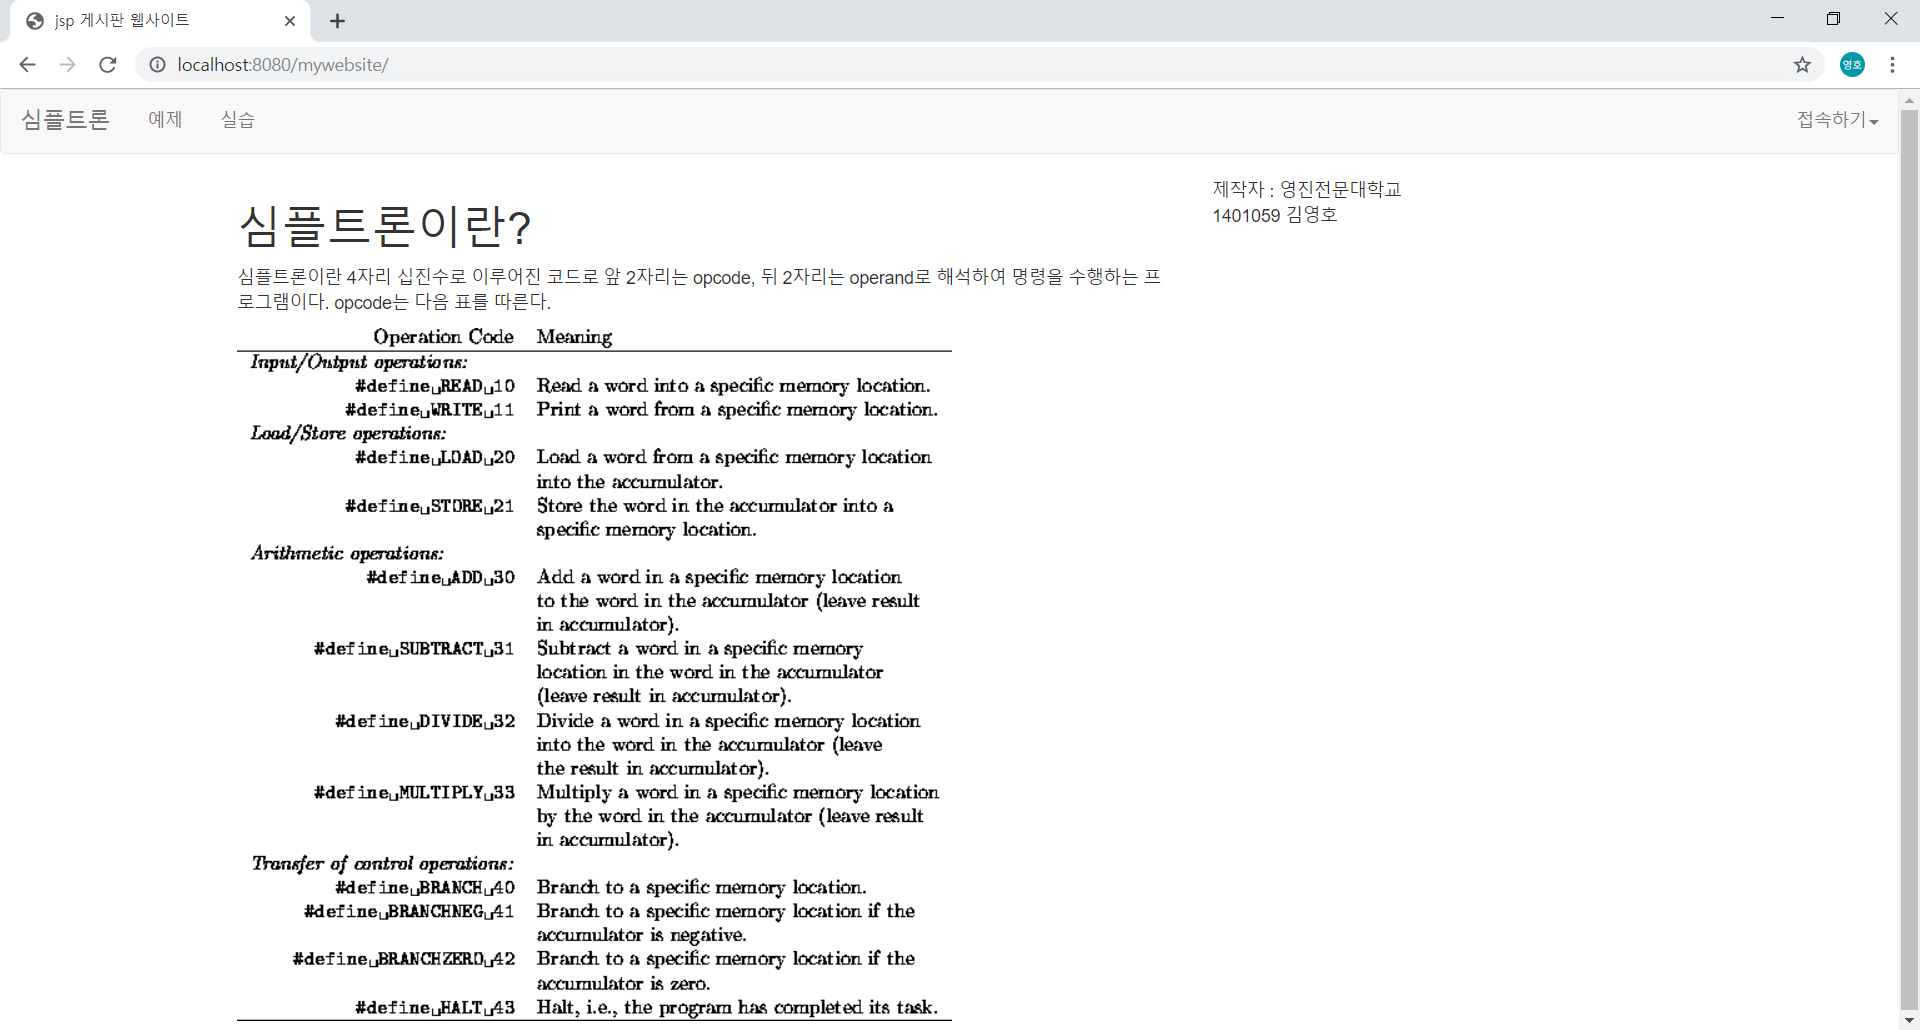 jsp 게시판 웹사이트
localhost:8080/mywebsite/
영호
심플트론 예제 실습 접속하기
제작자 : 영진전문대학교
1401059 김영호
심플트론이란?
심플트론이란 4자리 십진수로 이루어진 코드로 앞 2자리는 opcode, 뒤 2자리는 operand로 해석하여 명령을 수행하는 프
로그램이다. opcode는 다음 표를 따른다.
Operation Code Meaning
Input/Output operations:
#define␣READ␣10 Read a word into a specific memory location.
#define␣WRITE␣11 Print a word from a specific memory location.
Load/Store operations:
#define␣LOAD␣20 Load a word from a specific memory location
into the accumulator.
#define␣STORE␣21 Store the word in the accumulator into a
specific memory location.
Arithmetic operations:
#define␣ADD␣30 Add a word in a specific memory location
to the word in the accumulator (leave result
in accumulator).
#define␣SUBTRACT␣31 Subtract a word in a specific memory
location in the word in the accumulator
(leave result in accumulator).
#define␣DIVIDE␣32 Divide a word in a specific memory location
into the word in the accumulator (leave
the result in accumulator).
#define␣MULTIPLY␣33 Multiply a word in a specific memory location
by the word in the accumulator (leave result
in accumulator).
Transfer of control operations:
#define␣BRANCH␣40 Branch to a specific memory location.
#define␣BRANCHNEG␣41 Branch to a specific memory location if the
accumulator is negative.
#define␣BRANCHZERO␣42 Branch to a specific memory location if the
accumulator is zero.
#define␣HALT␣43 Halt, i.e., the program has completed its task.